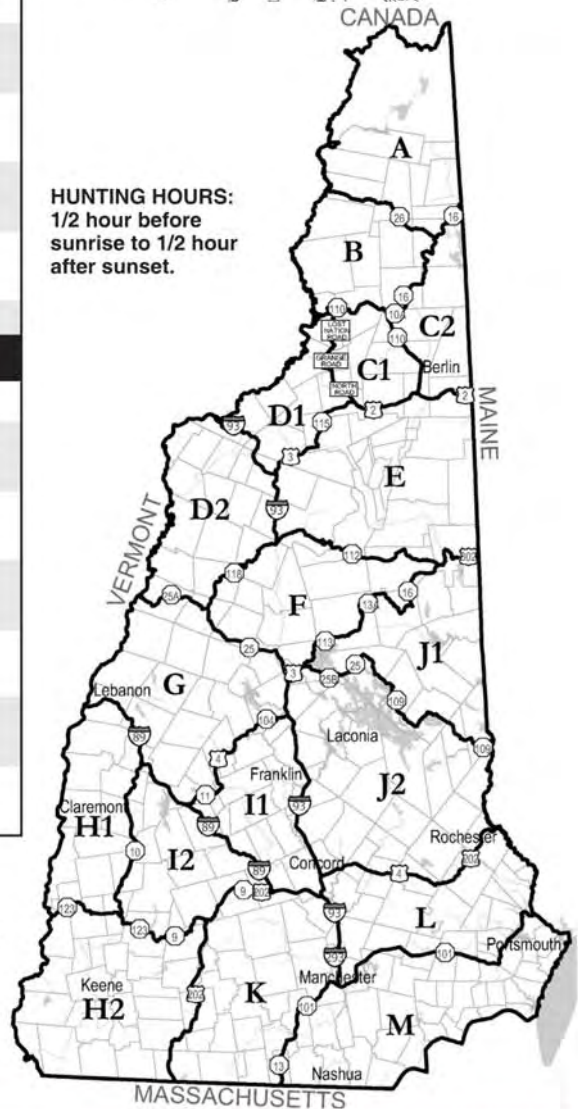 CANADA
HUNTING HOURS:
1/2 hour before
sunrise to 1/2 hour
after sunset.
A
26
16
B
16
110
10A
C2
LOST
NATION
ROAD
110
GRANGE
ROAD
C1
Berlin
NORTH
ROAD
2
2
MAINE
D1
115
93
3
E
93
D2
VERMONT
112
302
118
F
16
25A
13A
113
25
J1
3
25
25B
G
109
Lebanon
104
Laconia
109
89
4
Franklin
J2
11
I1
93
Claremont
H1
89
Rochester
10
I2
Concord
202
89
4
9
202
123
93
L
123
9
Portsmouth
293
101
Keene
Manchester
H2
202
K
101
M
13
Nashua
MASSACHUSETTS